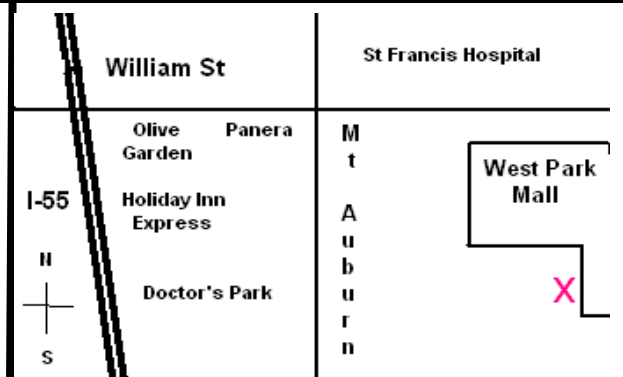 William St
St Francis Hospital
Olive Panera
Garden
M
t
A
u
b
u
r
n
West Park
Mall
I-55
Holiday Inn
Express
N
Doctor's Park
X
S